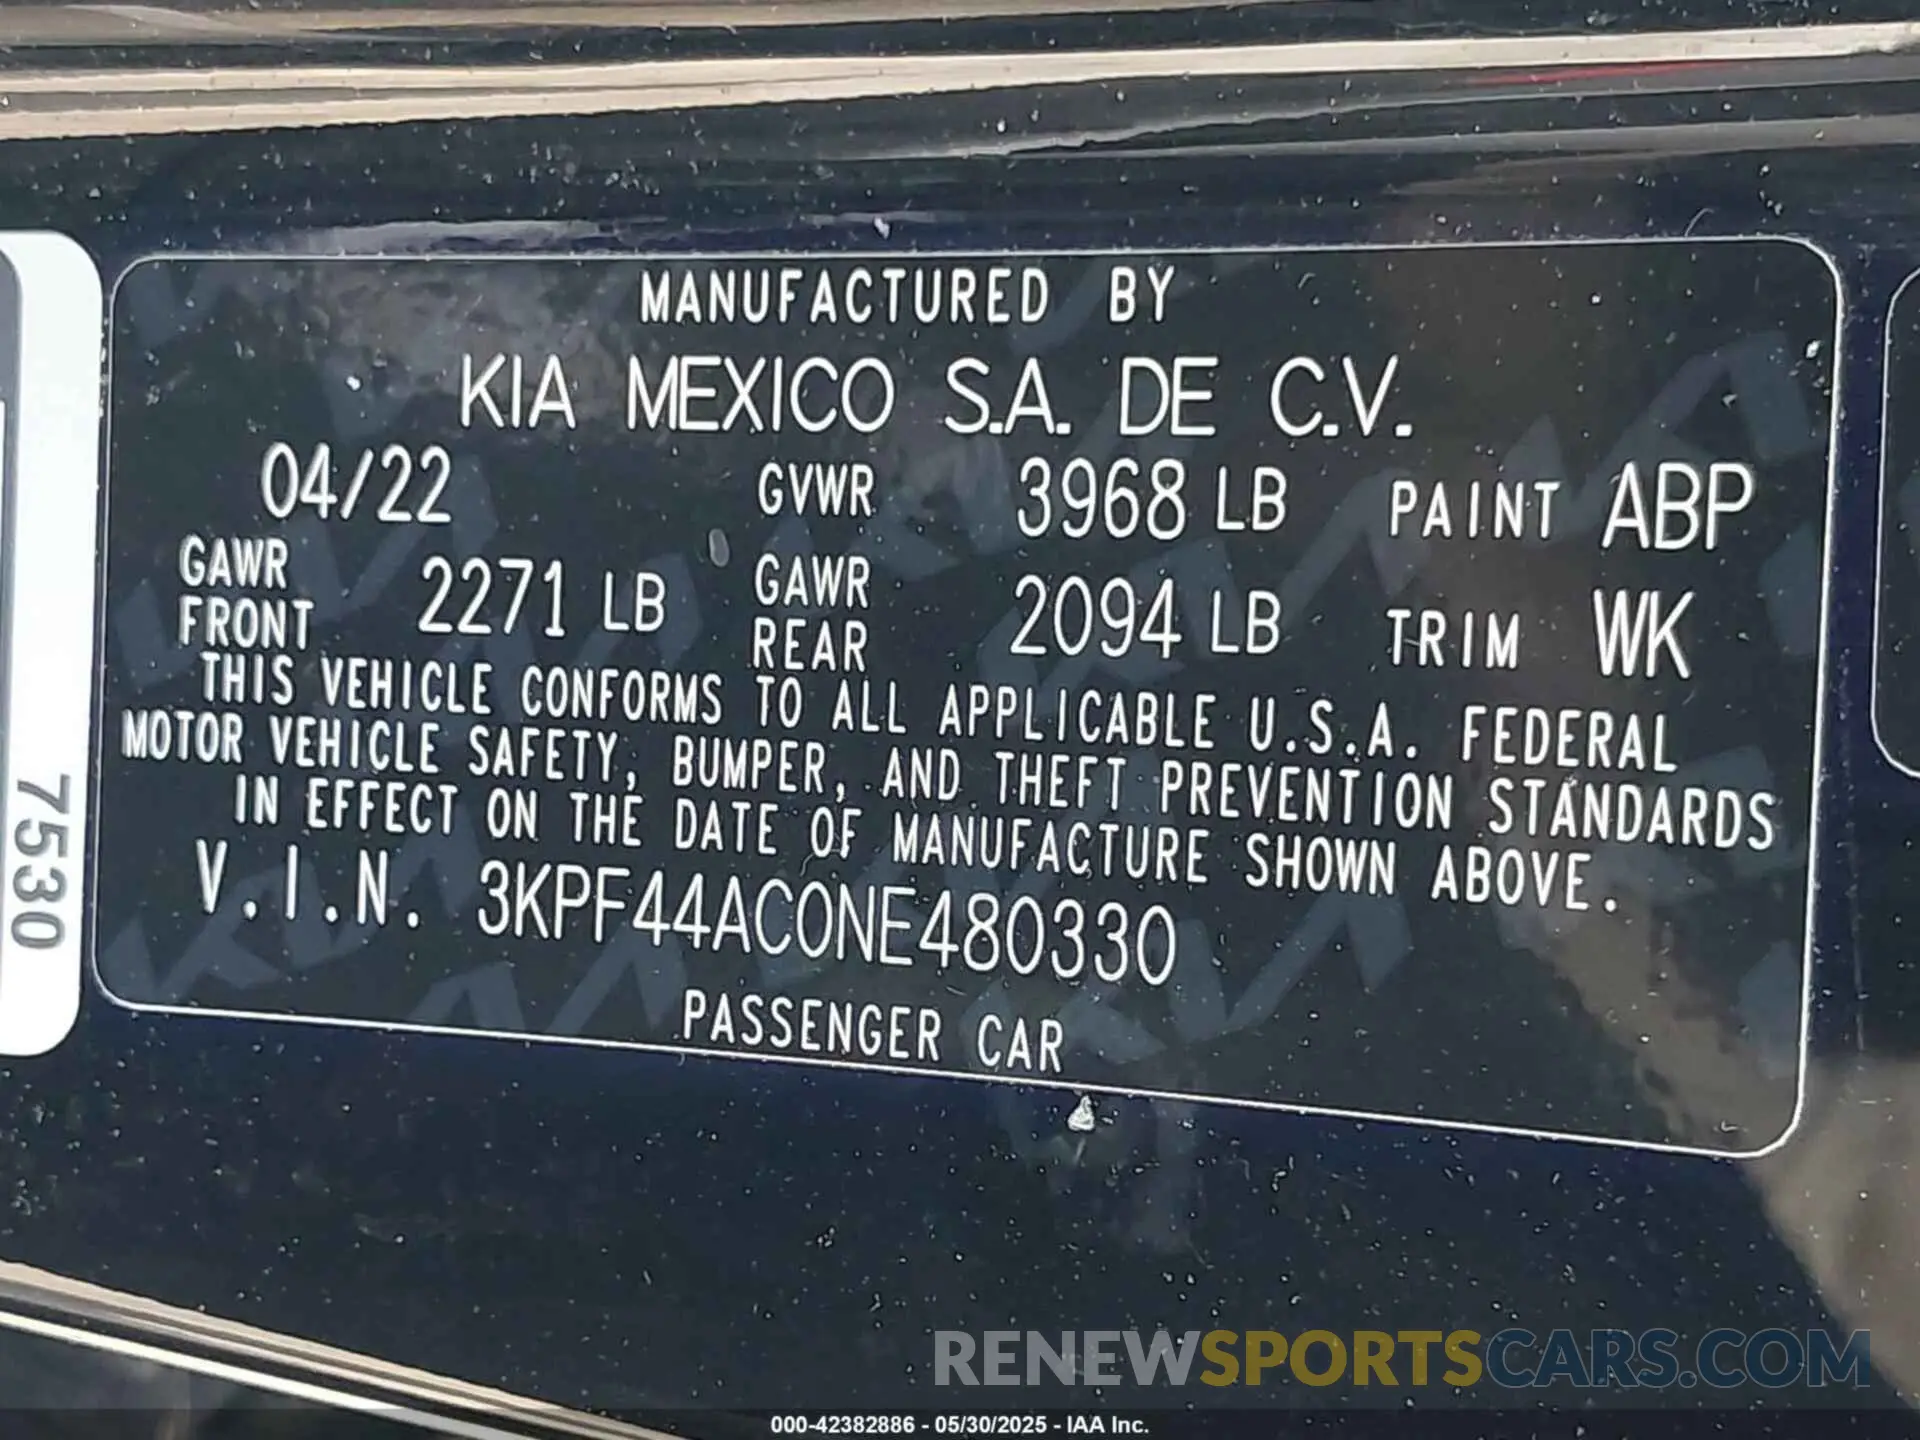 MANUFACTURED BY
KIA MEXICO S.A. DE C.V.
04/22 GVWR 3968 LB PAINT ABP
GAWR FRONT 2271 LB GAWR REAR 2094 LB TRIM WK
THIS VEHICLE CONFORMS TO ALL APPLICABLE U.S.A. FEDERAL
MOTOR VEHICLE SAFETY, BUMPER, AND THEFT PREVENTION STANDARDS
IN EFFECT ON THE DATE OF MANUFACTURE SHOWN ABOVE.
V.I.N. 3KPF44AC0NE480330
PASSENGER CAR
7530
RENEWSPORTSCARS.COM
000-42382886 - 05/30/2025 - IAA Inc.